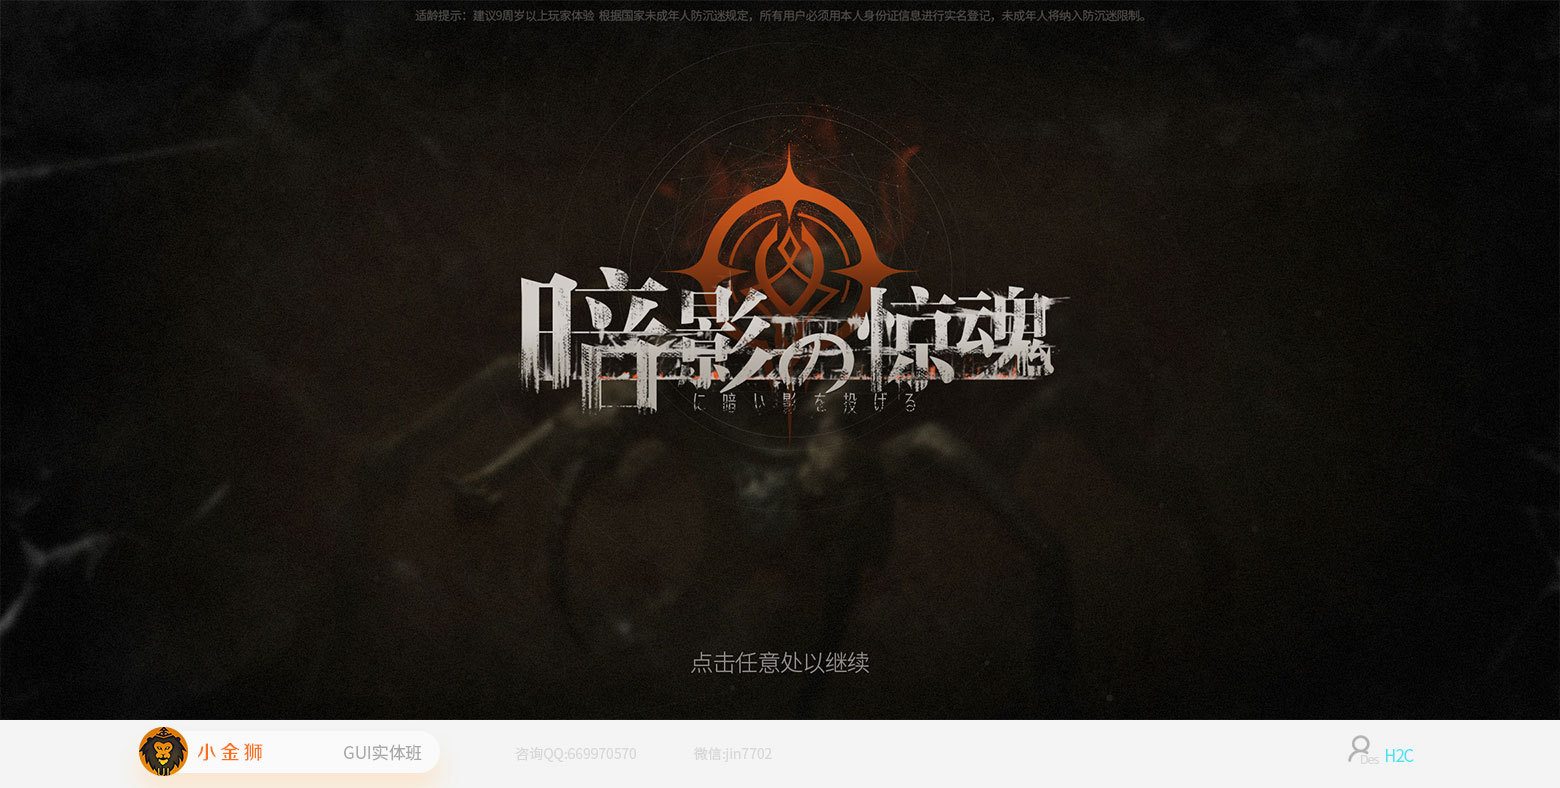 适龄提示：建议9周岁以上玩家体验 根据国家未成年人防沉迷规定，所有用户必须用本人身份证信息进行实名登记，未成年人将纳入防沉迷限制。
暗影の惊魂
に暗い影を投げる
点击任意处以继续
小金狮 GUI实体班 咨询QQ:669970570 微信:jin7702 Des H2C